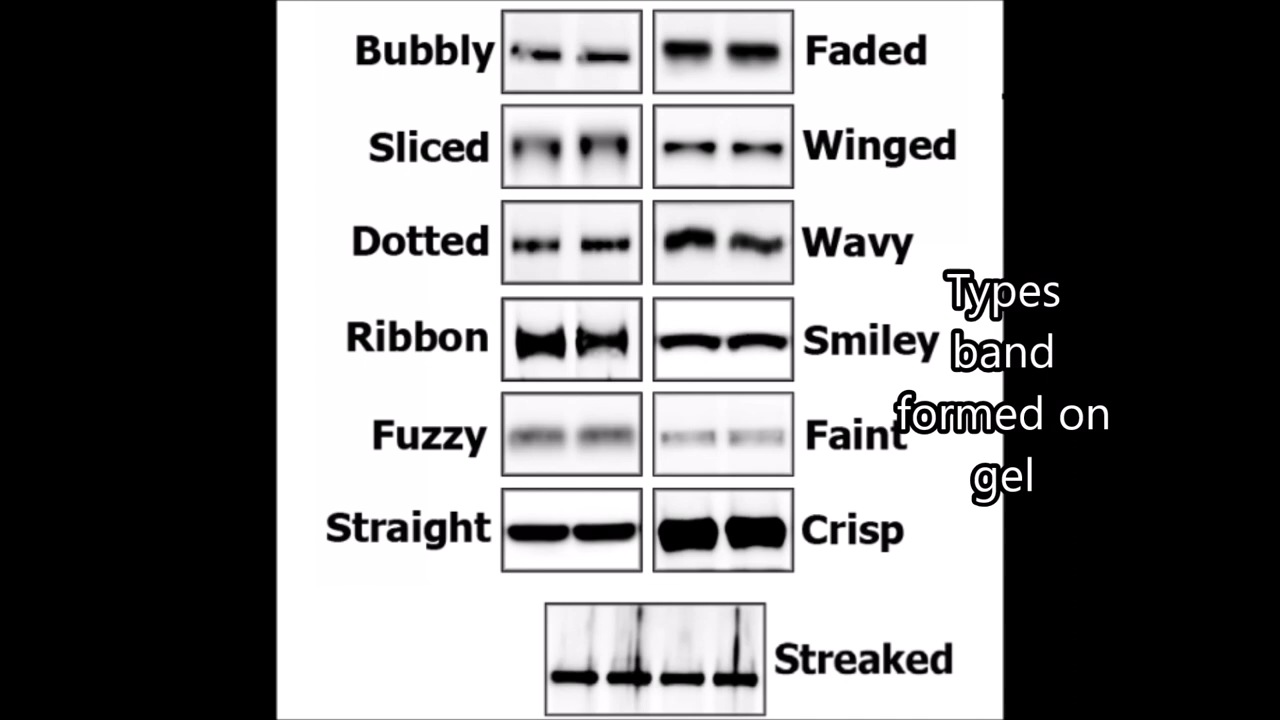 Bubbly
Faded
Sliced
Winged
Dotted
Wavy
Ribbon
Smiley
Fuzzy
Faint
Straight
Crisp
Streaked
Types
band
formed on
gel